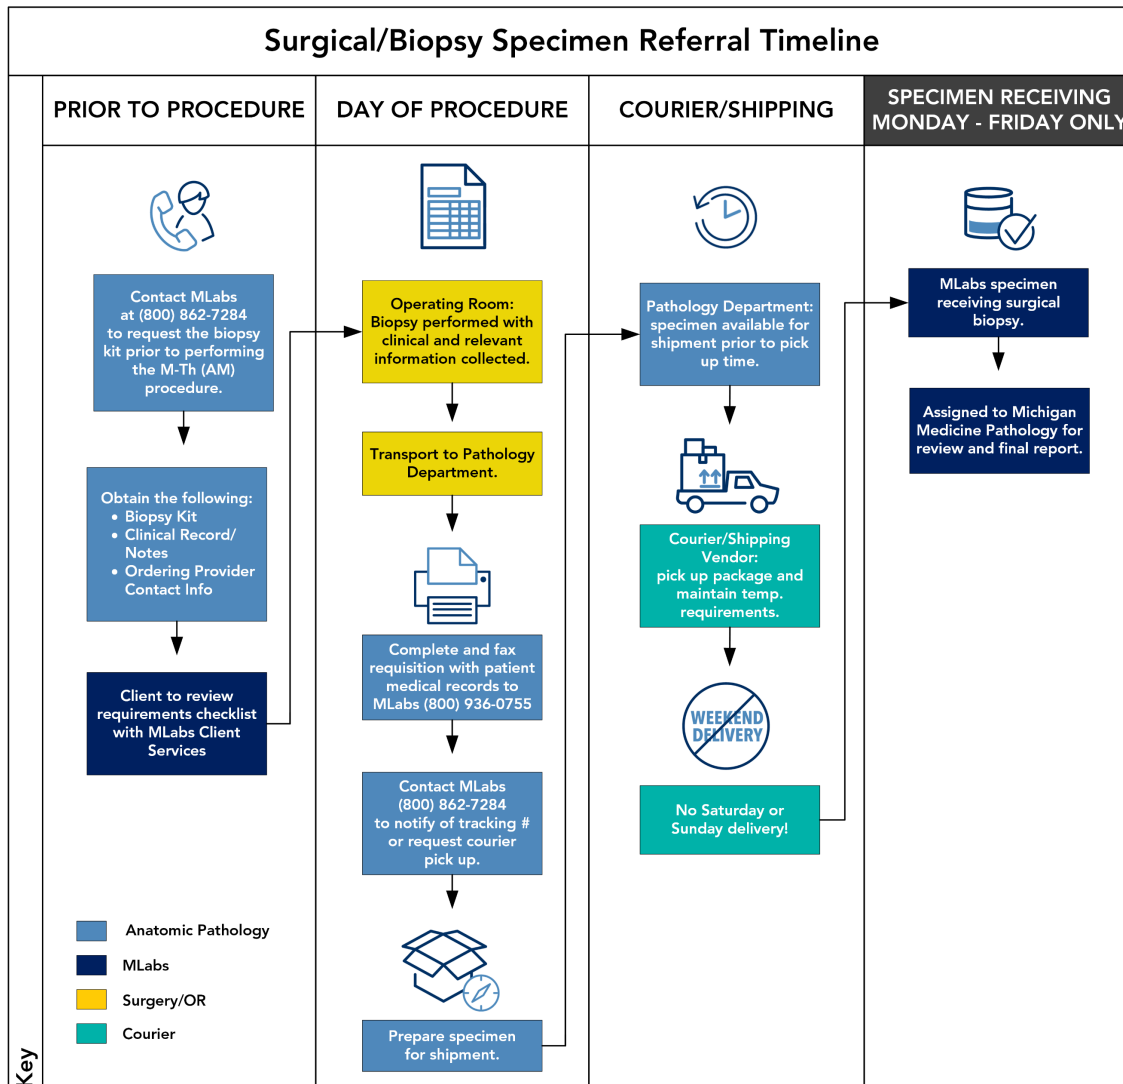 Surgical/Biopsy Specimen Referral Timeline
PRIOR TO PROCEDURE
Contact MLabs
at (800) 862-7284
to request the biopsy
kit prior to performing
the M-Th (AM)
procedure.
Obtain the following:
• Biopsy Kit
• Clinical Record/
Notes
• Ordering Provider
Contact Info
Client to review
requirements checklist
with MLabs Client
Services
DAY OF PROCEDURE
Operating Room:
Biopsy performed with
clinical and relevant
information collected.
Transport to Pathology
Department.
Complete and fax
requisition with patient
medical records to
MLabs (800) 936-0755
Contact MLabs
(800) 862-7284
to notify of tracking #
or request courier
pick up.
Prepare specimen
for shipment.
COURIER/SHIPPING
Pathology Department:
specimen available for
shipment prior to pick
up time.
Courier/Shipping
Vendor:
pick up package and
maintain temp.
requirements.
WEEKEND
DELIVERY
No Saturday or
Sunday delivery!
SPECIMEN RECEIVING
MONDAY - FRIDAY ONLY
MLabs specimen
receiving surgical
biopsy.
Assigned to Michigan
Medicine Pathology for
review and final report.
Key
Anatomic Pathology
MLabs
Surgery/OR
Courier